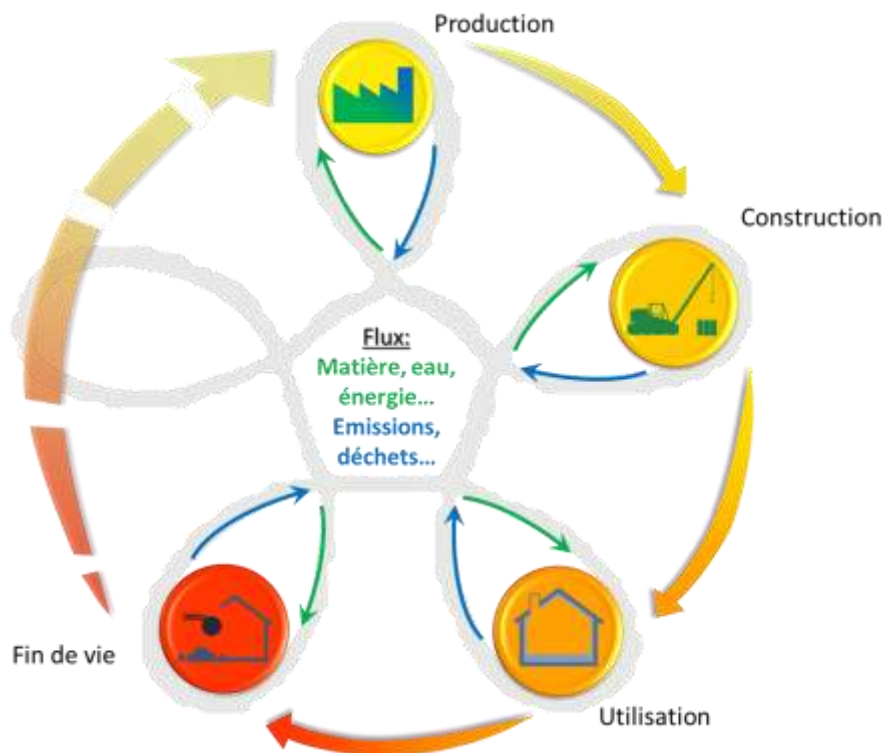 Production
Construction
Flux:
Matière, eau,
énergie...
Emissions,
déchets...
Fin de vie
Utilisation